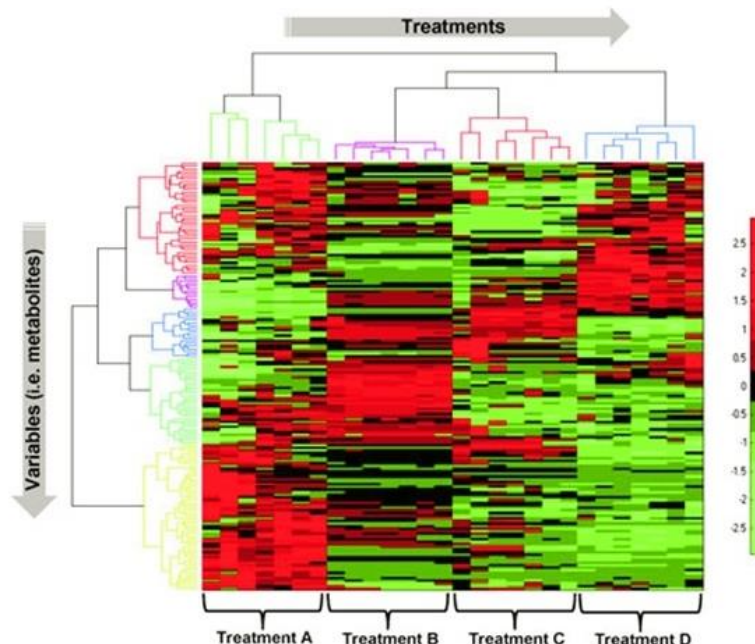 Treatments
Variables (i.e. metabolites)
2.5
2
1.5
1
0.5
0
-0.5
-1
-1.5
-2
-2.5
Treatment A
Treatment B
Treatment C
Treatment D